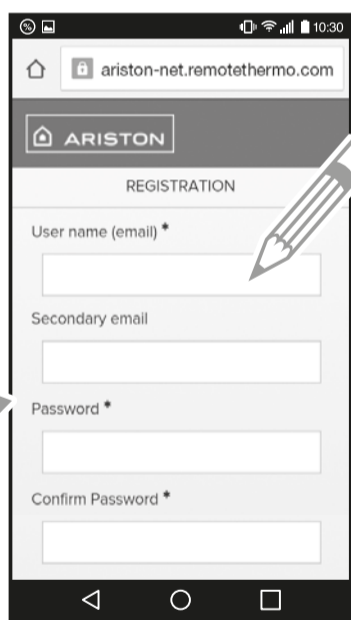 10:30
ariston-net.remotethermo.com
ARISTON
REGISTRATION
User name (email) *
Secondary email
Password *
Confirm Password *